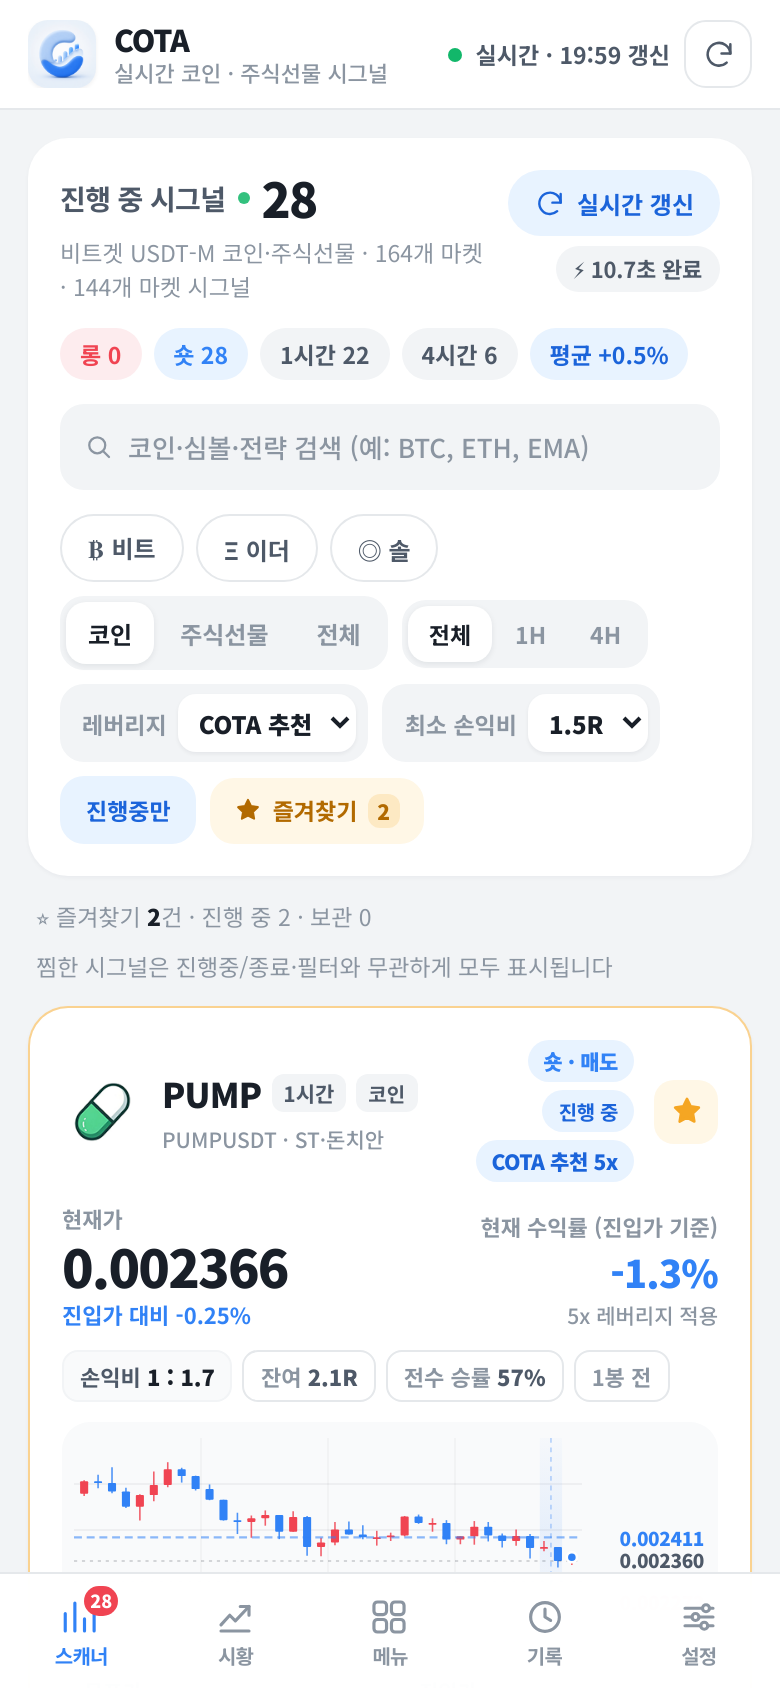 COTA
실시간 코인 · 주식선물 시그널
실시간 · 19:59 갱신
진행 중 시그널 28
실시간 갱신
비트겟 USDT-M 코인·주식선물 · 164개 마켓
· 144개 마켓 시그널
⚡ 10.7초 완료
롱 0 숏 28 1시간 22 4시간 6 평균 +0.5%
코인·심볼·전략 검색 (예: BTC, ETH, EMA)
₿ 비트 Ξ 이더 ◎ 솔
코인 주식선물 전체 전체 1H 4H
레버리지 COTA 추천 최소 손익비 1.5R
진행중만 ★ 즐겨찾기 2
☆ 즐겨찾기 2건 · 진행 중 2 · 보관 0
찜한 시그널은 진행중/종료·필터와 무관하게 모두 표시됩니다
PUMP 1시간 코인
PUMPUSDT · ST·돈치안
숏 · 매도
진행 중
COTA 추천 5x
현재가
0.002366
진입가 대비 -0.25%
현재 수익률 (진입가 기준)
-1.3%
5x 레버리지 적용
손익비 1 : 1.7 잔여 2.1R 전수 승률 57% 1봉 전
0.002411
0.002360
28
스캐너 시황 메뉴 기록 설정